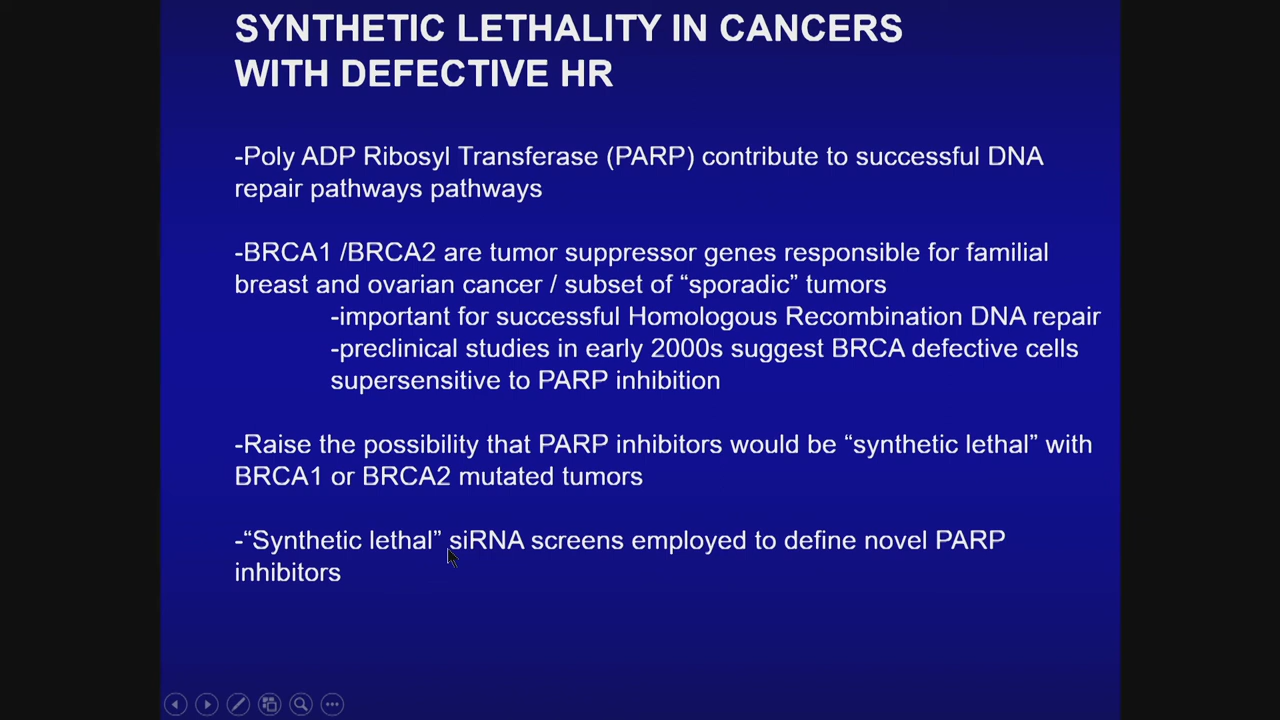 SYNTHETIC LETHALITY IN CANCERS
WITH DEFECTIVE HR
-Poly ADP Ribosyl Transferase (PARP) contribute to successful DNA
repair pathways pathways
-BRCA1 /BRCA2 are tumor suppressor genes responsible for familial
breast and ovarian cancer / subset of “sporadic” tumors
-important for successful Homologous Recombination DNA repair
-preclinical studies in early 2000s suggest BRCA defective cells
supersensitive to PARP inhibition
-Raise the possibility that PARP inhibitors would be “synthetic lethal” with
BRCA1 or BRCA2 mutated tumors
-“Synthetic lethal” siRNA screens employed to define novel PARP
inhibitors